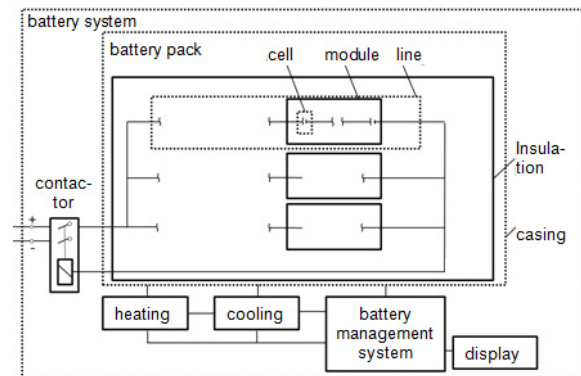 battery system
battery pack
cell
module
line
Insula-
tion
contac-
tor
+
-
casing
heating
cooling
battery
management
system
display